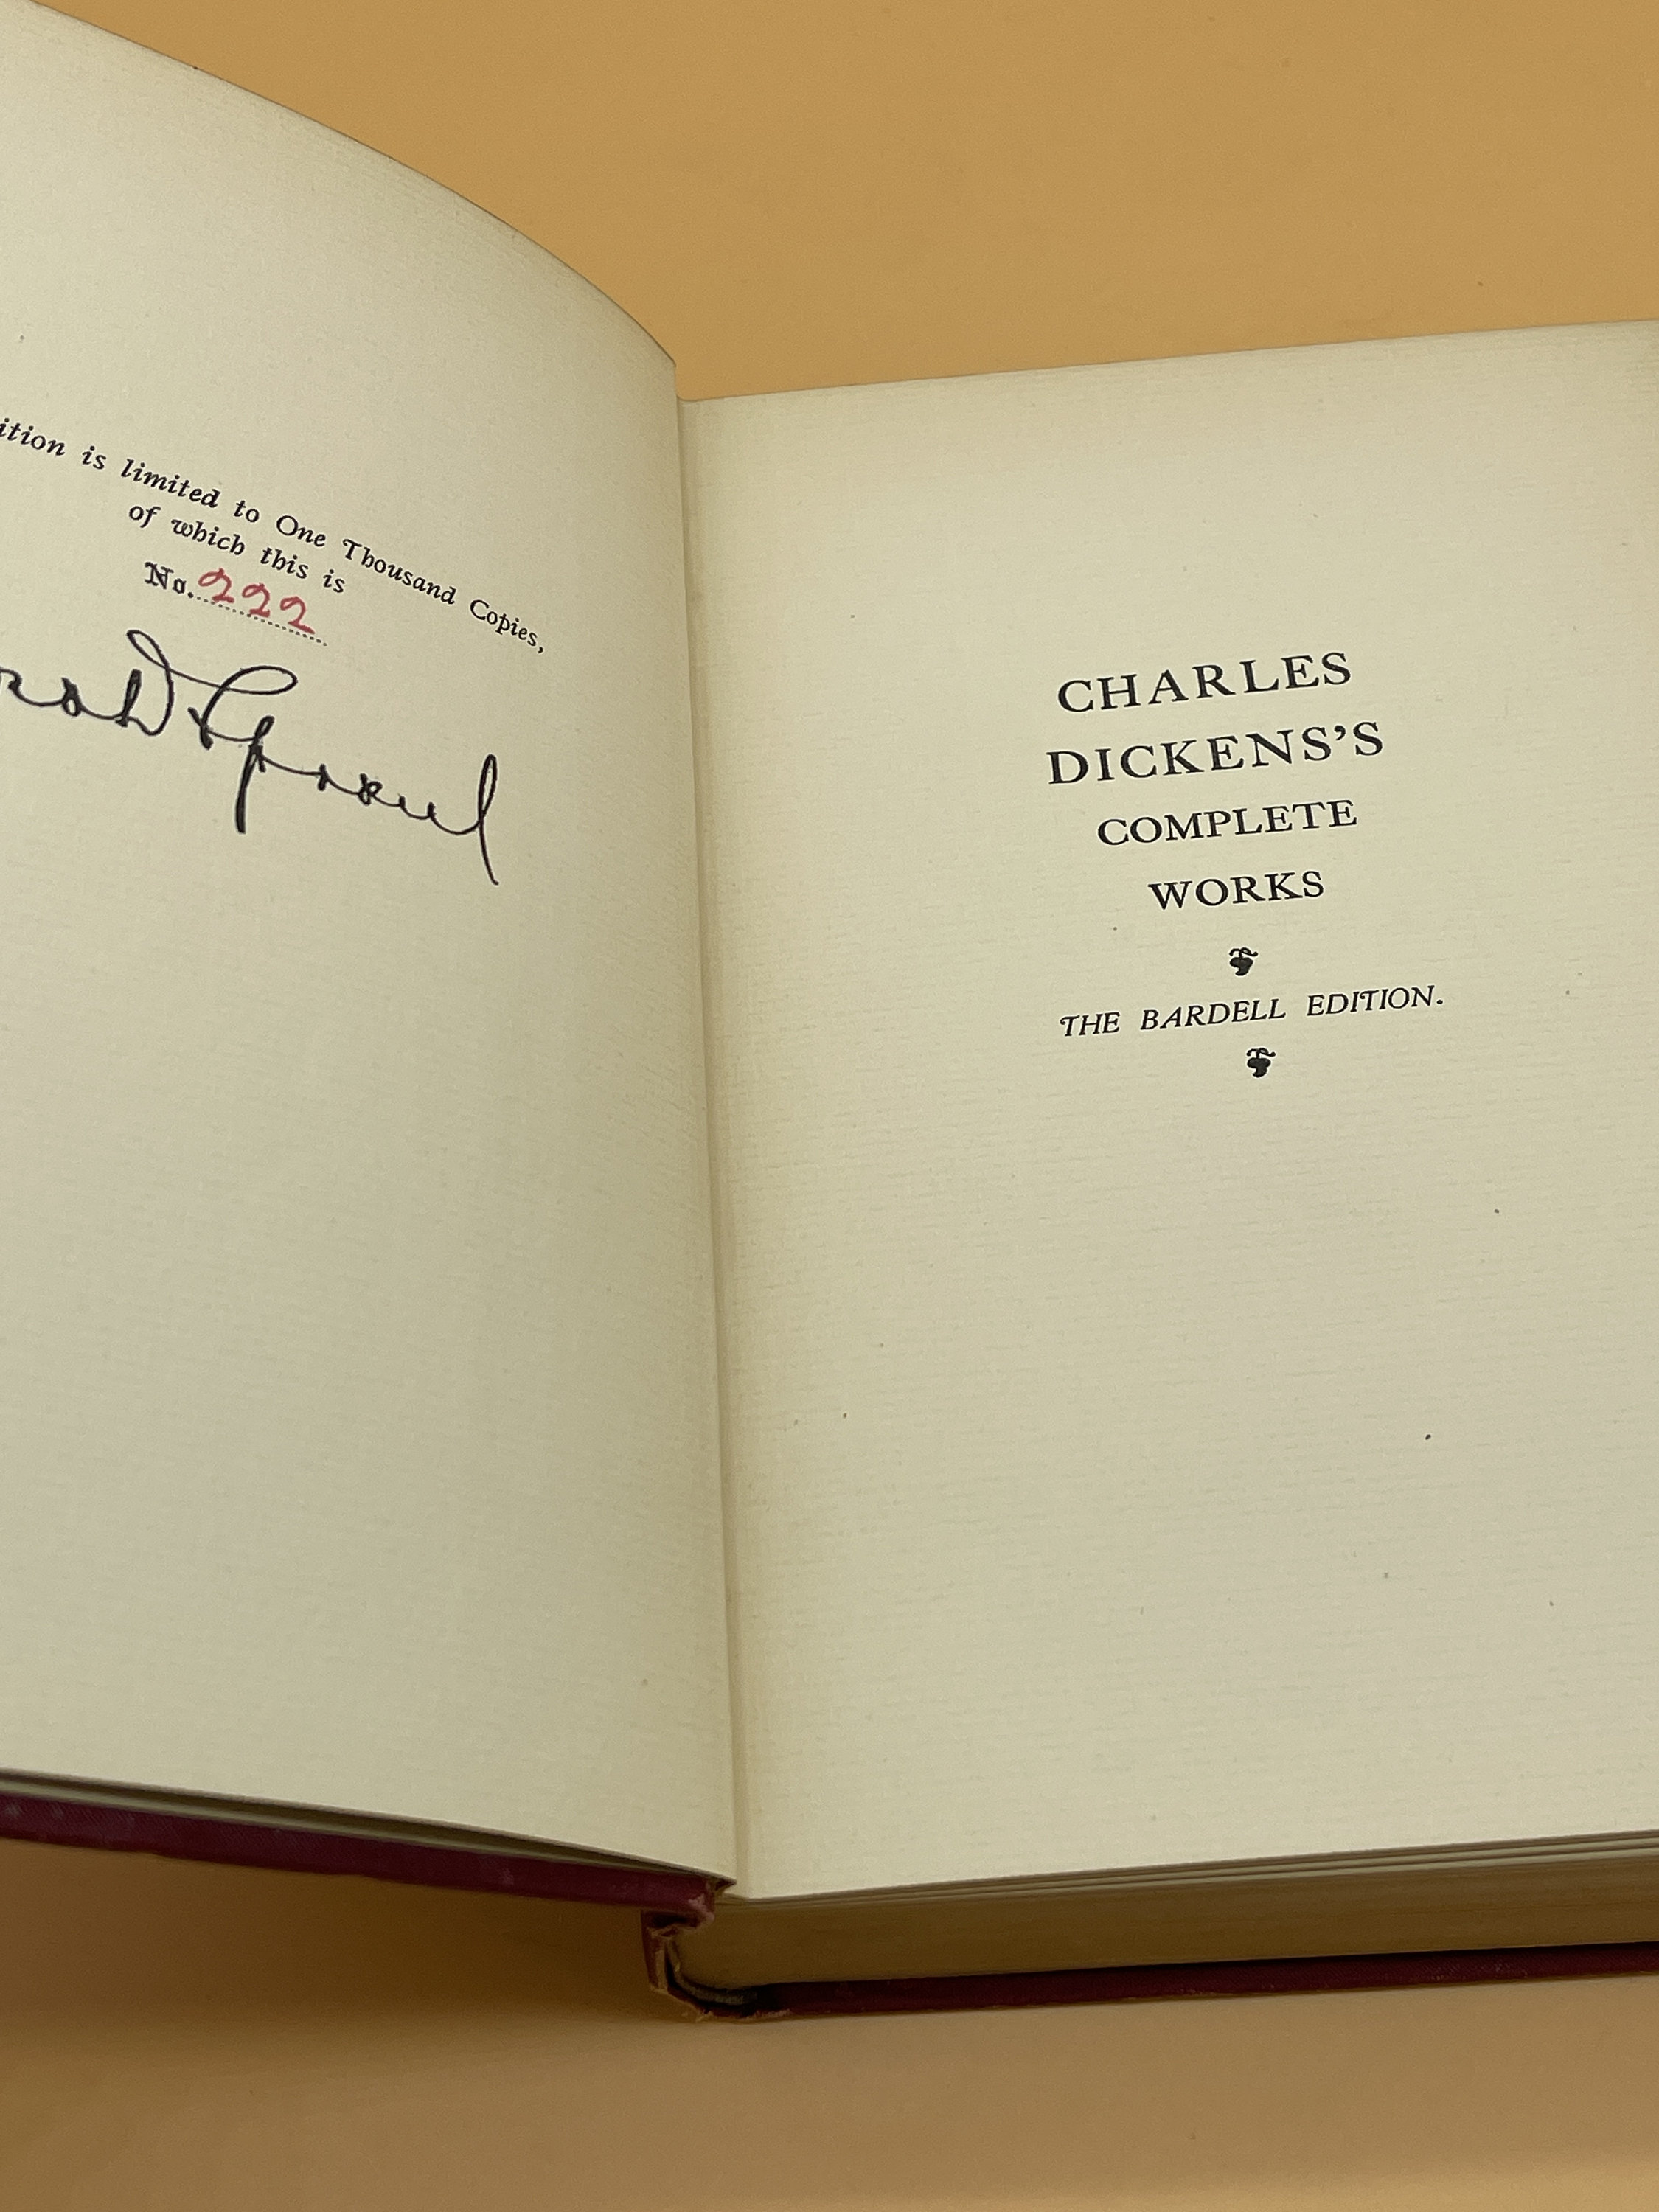 ition is limited to One Thousand Copies,
of which this is
No. 222
CHARLES
DICKENS'S
COMPLETE
WORKS
THE BARDELL EDITION.